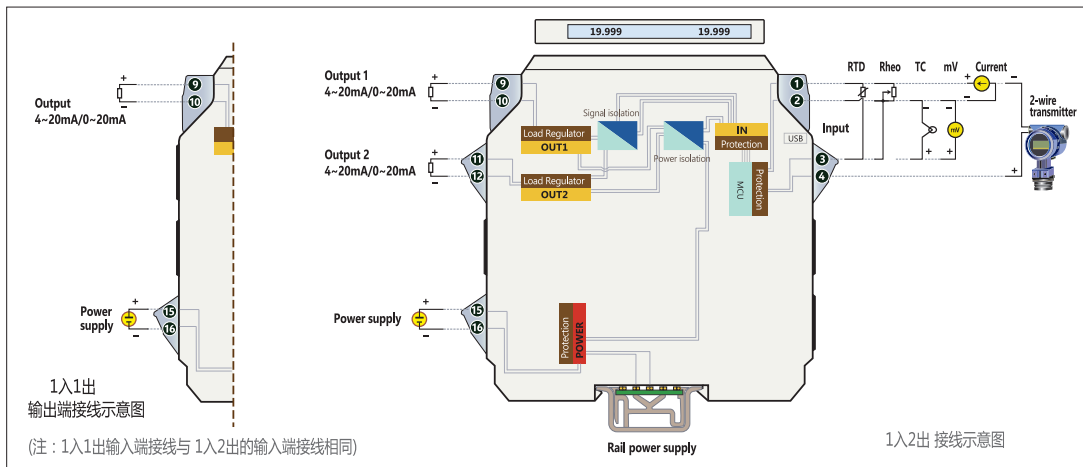 19.999 19.999
+
9
10
−
Output
4~20mA/0~20mA
Power
supply
+
15
16
−
1入1出
输出端接线示意图
(注：1入1出输入端接线与 1入2出的输入端接线相同)
Output 1
4~20mA/0~20mA
+
9
10
−
Output 2
4~20mA/0~20mA
+
11
12
−
Power supply
+
15
16
−
Load Regulator
OUT1
Load Regulator
OUT2
Signal isolation
Power isolation
IN
Protection
MCU
Protection
Protection
POWER
USB
Input
1
2
3
4
RTD Rheo TC mV Current
+
−
−
+
−
+
mV
−
+
2-wire
transmitter
Rail power supply
1入2出 接线示意图